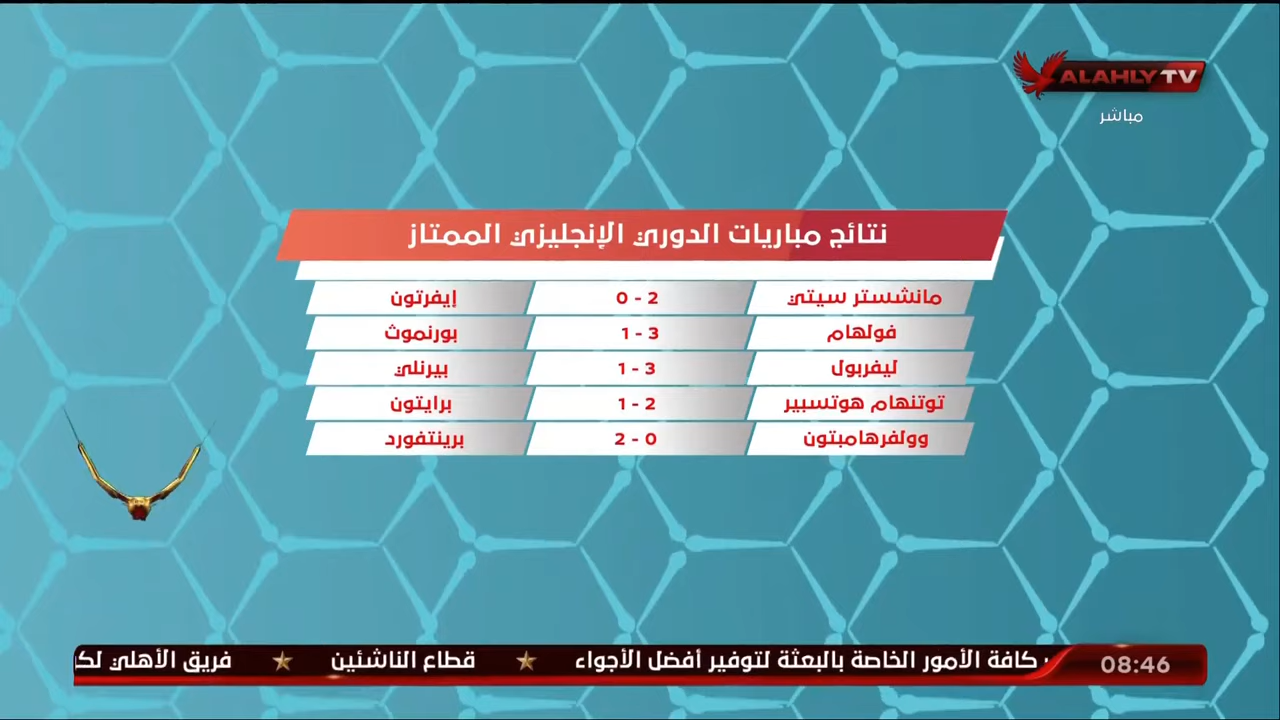 ALAHLY TV
مباشر
نتائج مباريات الدوري الإنجليزي الممتاز
مانشستر سيتي 2 - 0 إيفرتون
فولهام 3 - 1 بورنموث
ليفربول 3 - 1 بيرنلي
توتنهام هوتسبير 2 - 1 برايتون
وولفرهامبتون 0 - 2 برينتفورد
08:46 كافة الأمور الخاصة بالبعثة لتوفير أفضل الأجواء قطاع الناشئين فريق الأهلي